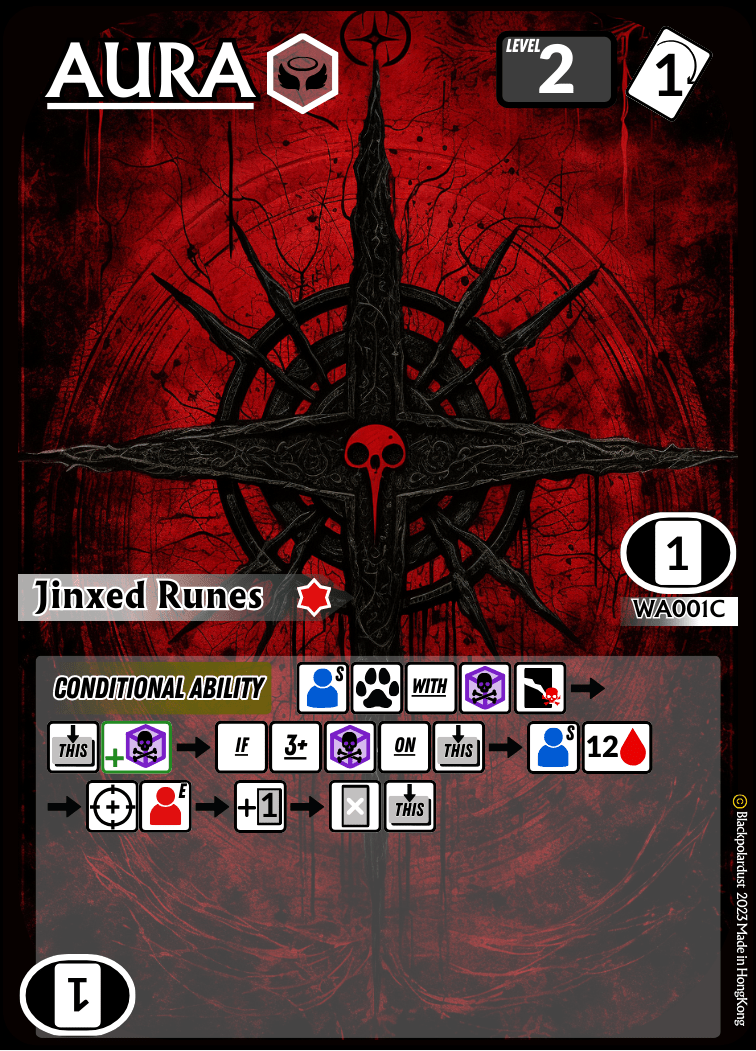 AURA
LEVEL 2
1
1
WA001C
Jinxed Runes
CONDITIONAL ABILITY S WITH
THIS + IF 3+ ON THIS S 12
E +1 THIS
1
© Blackpolardust 2023 Made in HongKong